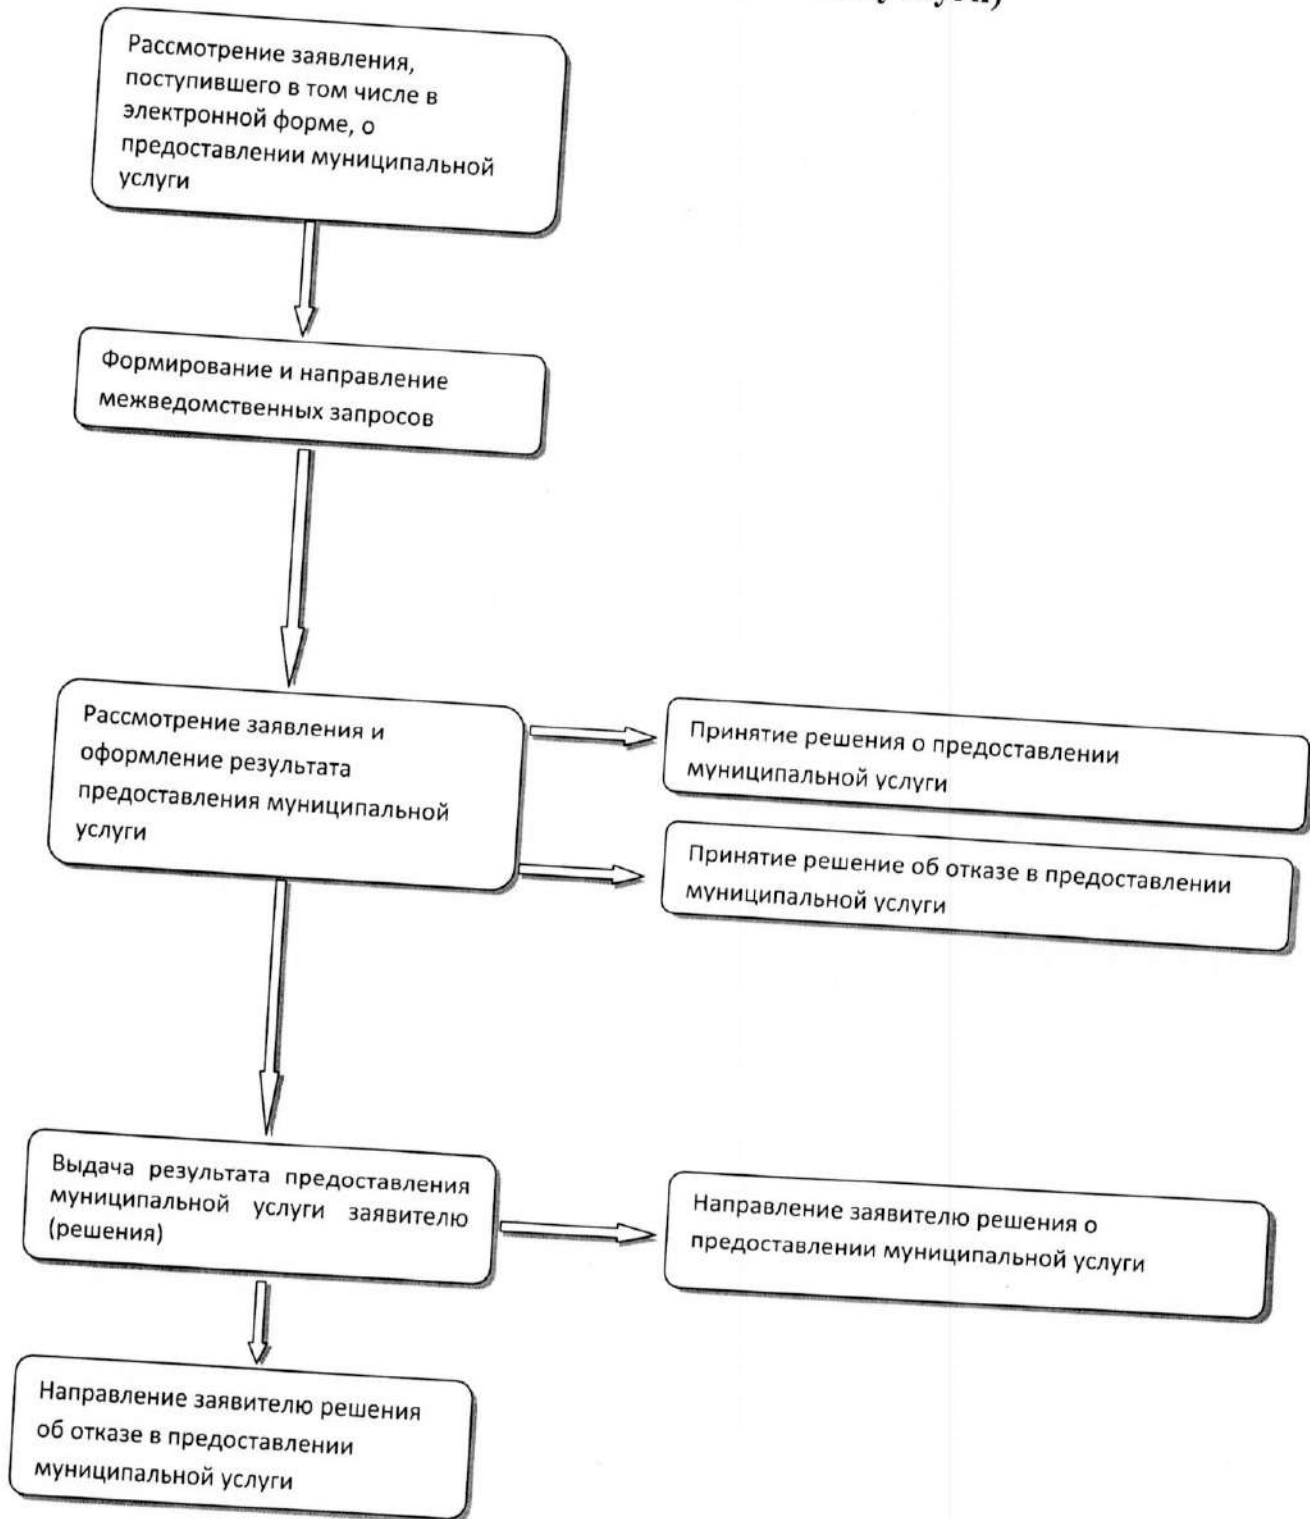 Рассмотрение заявления,
поступившего в том числе в
электронной форме, о
предоставлении муниципальной
услуги
Формирование и направление
межведомственных запросов
Рассмотрение заявления и
оформление результата
предоставления муниципальной
услуги
Принятие решения о предоставлении
муниципальной услуги
Принятие решение об отказе в предоставлении
муниципальной услуги
Выдача результата предоставления
муниципальной услуги заявителю
(решения)
Направление заявителю решения о
предоставлении муниципальной услуги
Направление заявителю решения
об отказе в предоставлении
муниципальной услуги